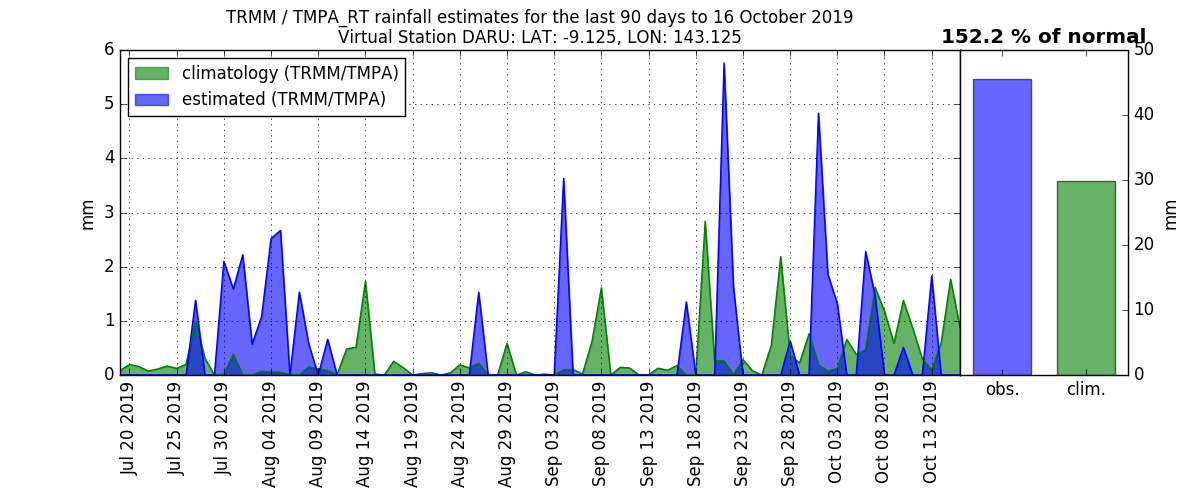 TRMM / TMPA_RT rainfall estimates for the last 90 days to 16 October 2019
Virtual Station DARU: LAT: -9.125, LON: 143.125
152.2 % of normal
climatology (TRMM/TMPA)
estimated (TRMM/TMPA)
6
5
4
3
2
1
0
mm
Jul 20 2019
Jul 25 2019
Jul 30 2019
Aug 04 2019
Aug 09 2019
Aug 14 2019
Aug 19 2019
Aug 24 2019
Aug 29 2019
Sep 03 2019
Sep 08 2019
Sep 13 2019
Sep 18 2019
Sep 23 2019
Sep 28 2019
Oct 03 2019
Oct 08 2019
Oct 13 2019
50
40
30
20
10
0
mm
obs.
clim.